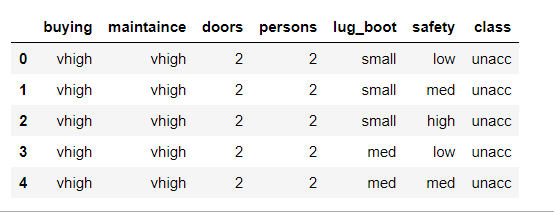 buying maintaince doors persons lug_boot safety class
0 vhigh vhigh 2 2 small low unacc
1 vhigh vhigh 2 2 small med unacc
2 vhigh vhigh 2 2 small high unacc
3 vhigh vhigh 2 2 med low unacc
4 vhigh vhigh 2 2 med med unacc